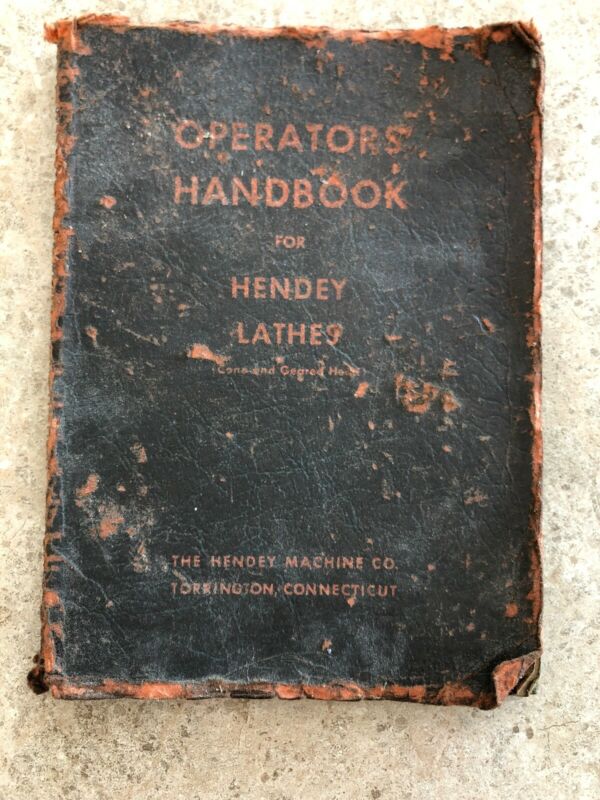 OPERATORS'
HANDBOOK
FOR
HENDEY
LATHES
(Cone and Geared Head)
THE HENDEY MACHINE CO.
TORRINGTON, CONNECTICUT